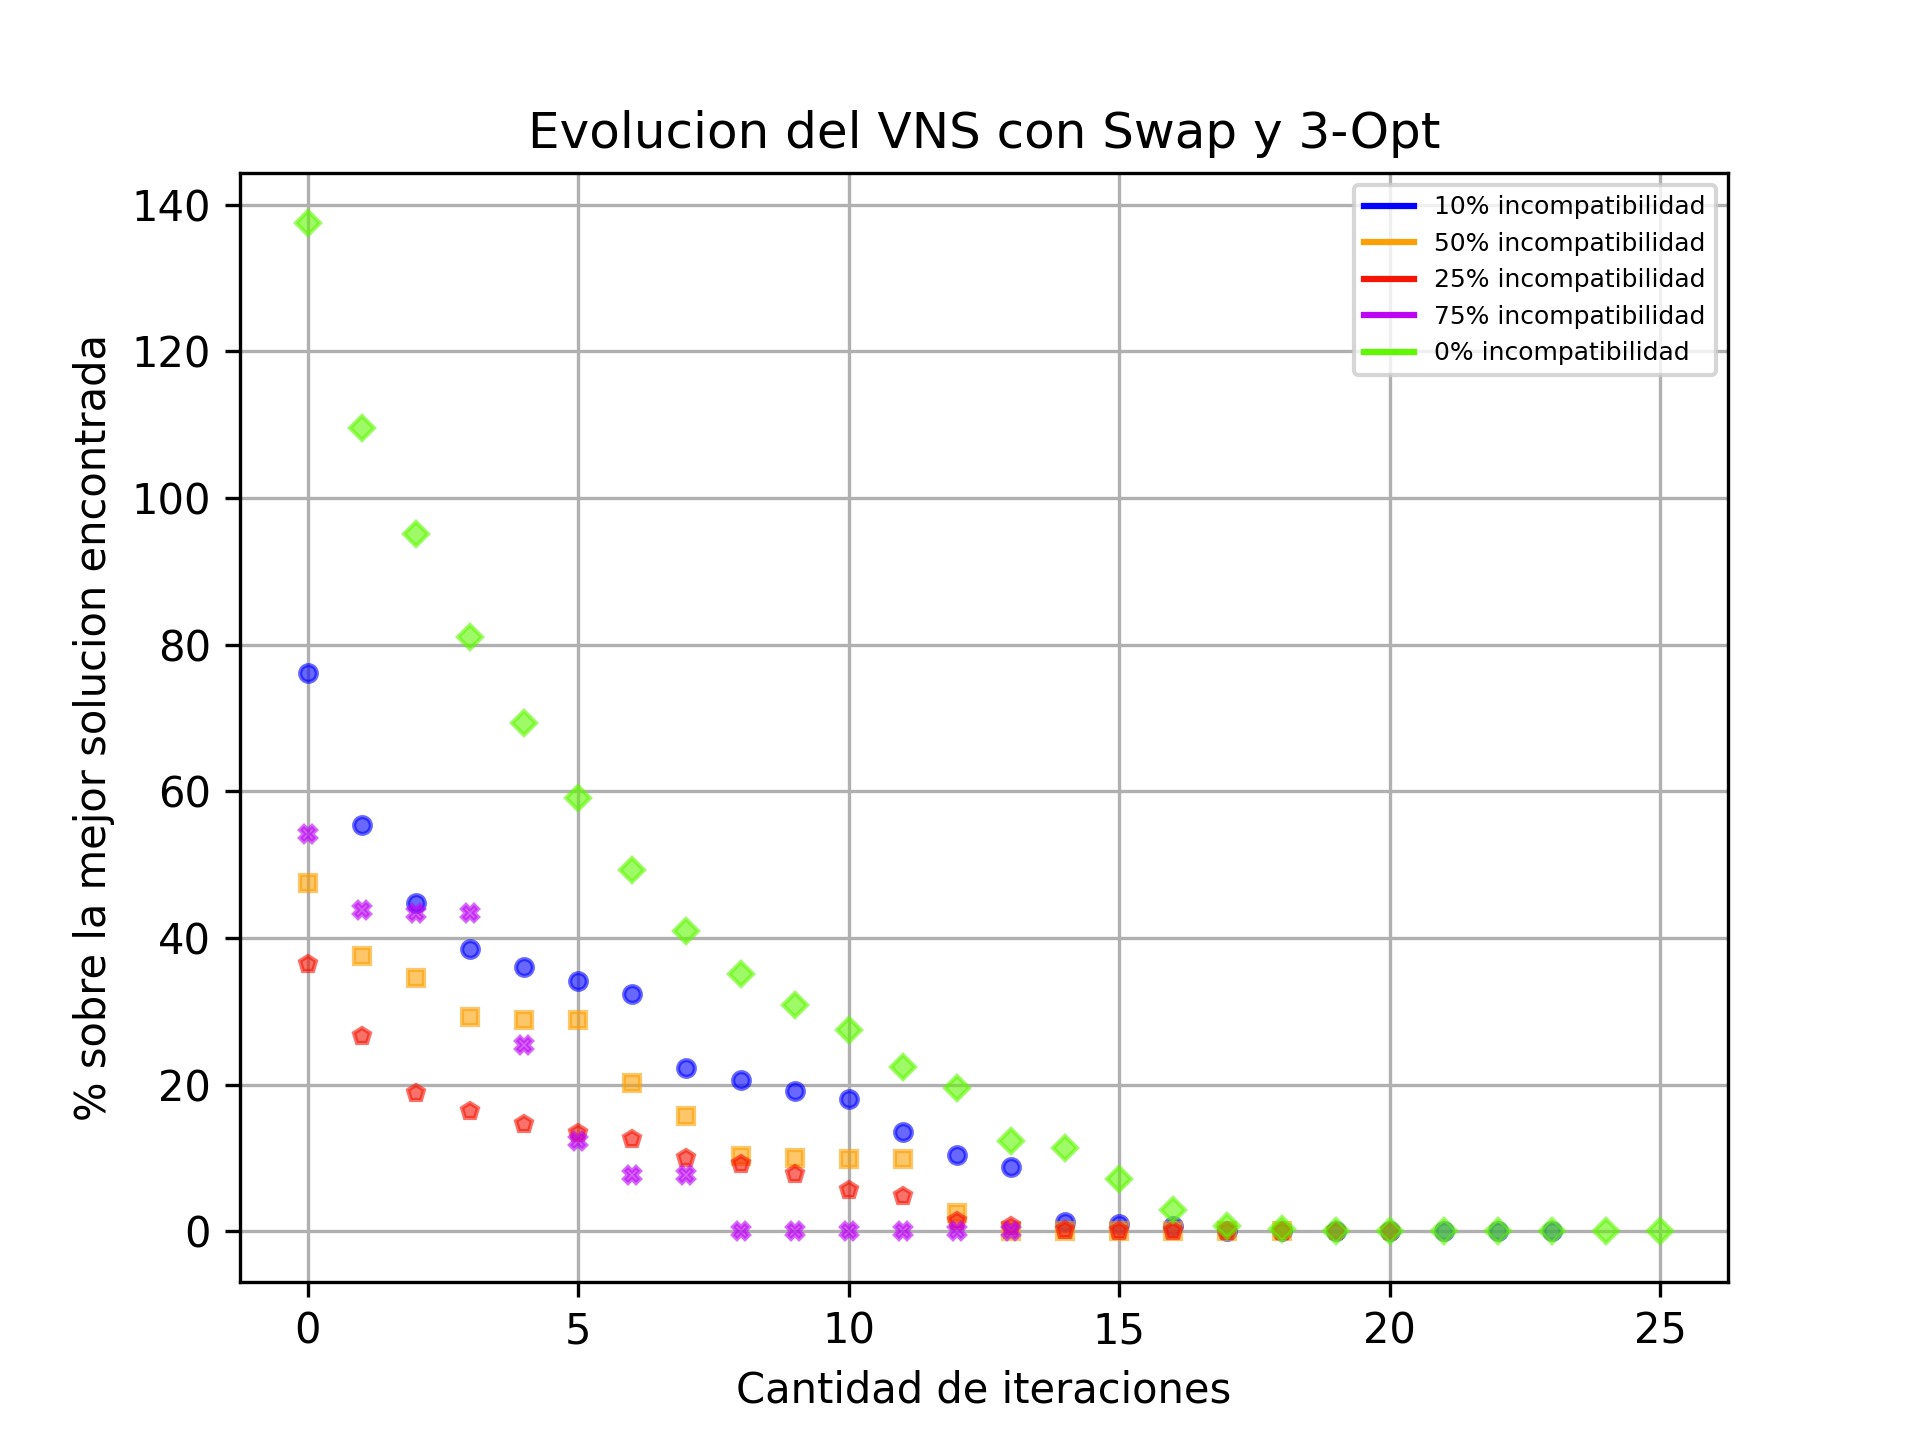 Evolucion del VNS con Swap y 3-Opt
% sobre la mejor solucion encontrada
140
120
100
80
60
40
20
0
10% incompatibilidad
50% incompatibilidad
25% incompatibilidad
75% incompatibilidad
0% incompatibilidad
0 5 10 15 20 25
Cantidad de iteraciones